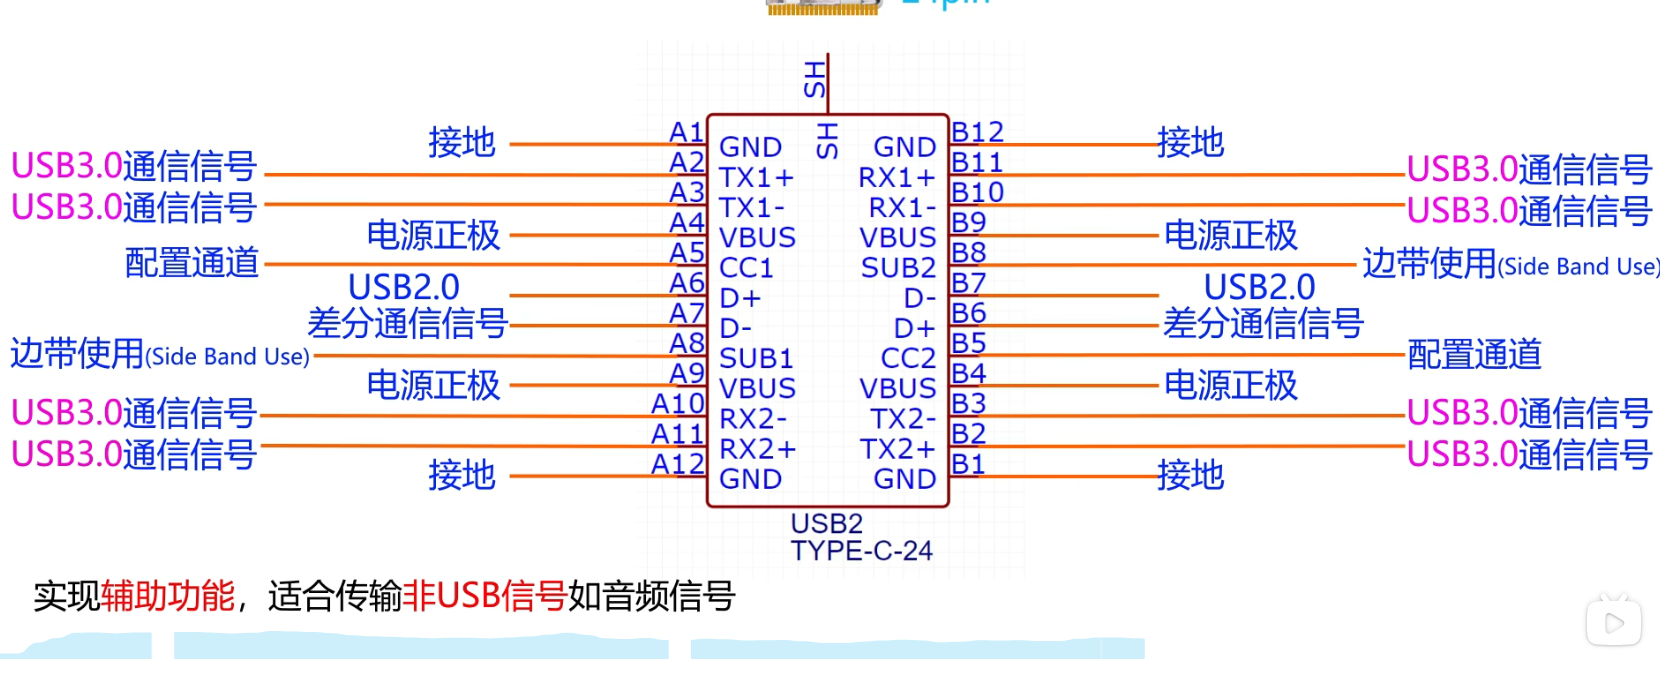 24pin
SH
SH
接地 A1 GND GND B12 接地
USB3.0通信信号 A2 TX1+ RX1+ B11 USB3.0通信信号
USB3.0通信信号 A3 TX1- RX1- B10 USB3.0通信信号
电源正极 A4 VBUS VBUS B9 电源正极
配置通道 A5 CC1 SUB2 B8 边带使用(Side Band Use)
USB2.0 A6 D+ D- B7 USB2.0
差分通信信号 A7 D- D+ B6 差分通信信号
边带使用(Side Band Use) A8 SUB1 CC2 B5 配置通道
电源正极 A9 VBUS VBUS B4 电源正极
USB3.0通信信号 A10 RX2- TX2- B3 USB3.0通信信号
USB3.0通信信号 A11 RX2+ TX2+ B2 USB3.0通信信号
接地 A12 GND GND B1 接地
USB2
TYPE-C-24
实现辅助功能，适合传输非USB信号如音频信号